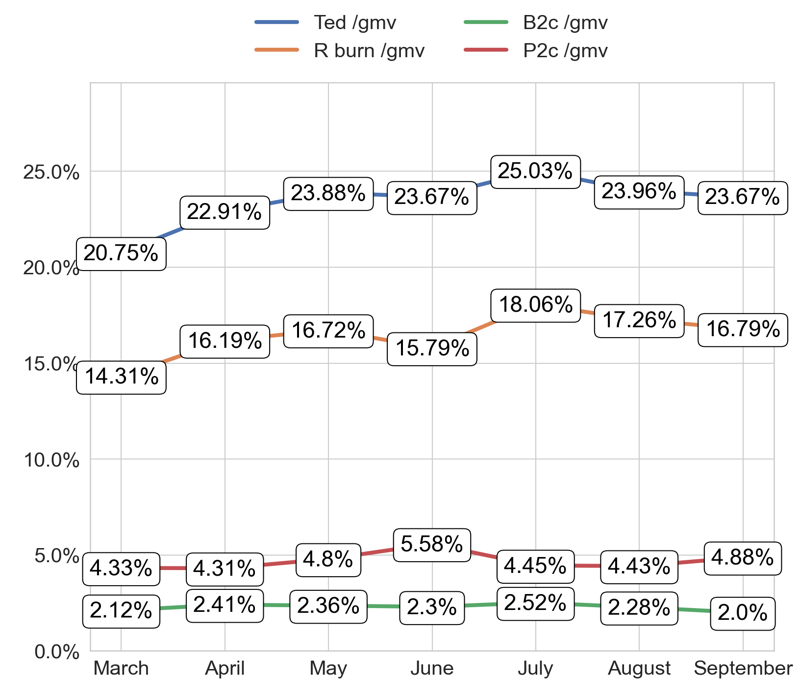 Ted /gmv B2c /gmv
R burn /gmv P2c /gmv
25.0%
20.0%
15.0%
10.0%
5.0%
0.0%
20.75% 22.91% 23.88% 23.67% 25.03% 23.96% 23.67%
14.31% 16.19% 16.72% 15.79% 18.06% 17.26% 16.79%
4.33% 4.31% 4.8% 5.58% 4.45% 4.43% 4.88%
2.12% 2.41% 2.36% 2.3% 2.52% 2.28% 2.0%
March April May June July August September